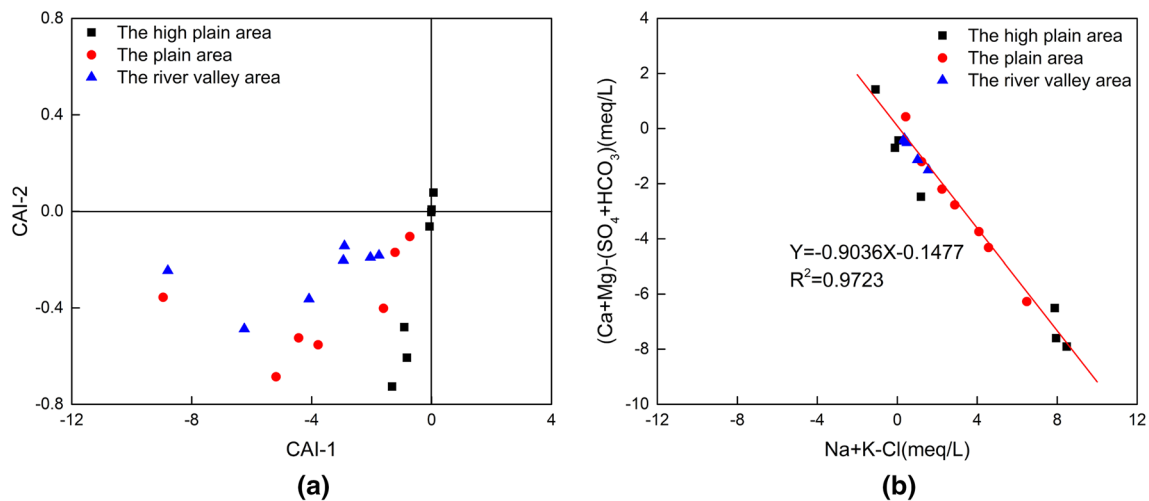 0.8
0.4
0.0
-0.4
-0.8
-12
-8
-4
0
4
CAI-2
CAI-1
The high plain area
The plain area
The river valley area
(a)
4
2
0
-2
-4
-6
-8
-10
-12
-8
-4
0
4
8
12
(Ca+Mg)-(SO4+HCO3)(meq/L)
Na+K-Cl(meq/L)
The high plain area
The plain area
The river valley area
Y=-0.9036X-0.1477
R²=0.9723
(b)